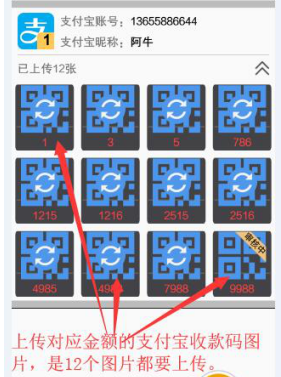 支付宝账号：13655886644
1 支付宝昵称：阿牛
已上传12张
1 3 5 786
1215 1216 2515 2516
审核中
4985 7988 9988
上传对应金额的支付宝收款码图
片，是12个图片都要上传。